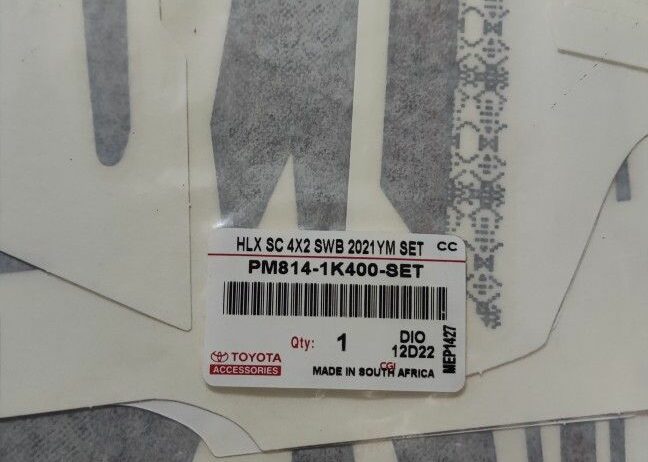 HLX SC 4X2 SWB 2021YM SET CC
PM814-1K400-SET
Qty: 1
DIO
12D22
MEP1427
TOYOTA
ACCESSORIES
CGI
MADE IN SOUTH AFRICA